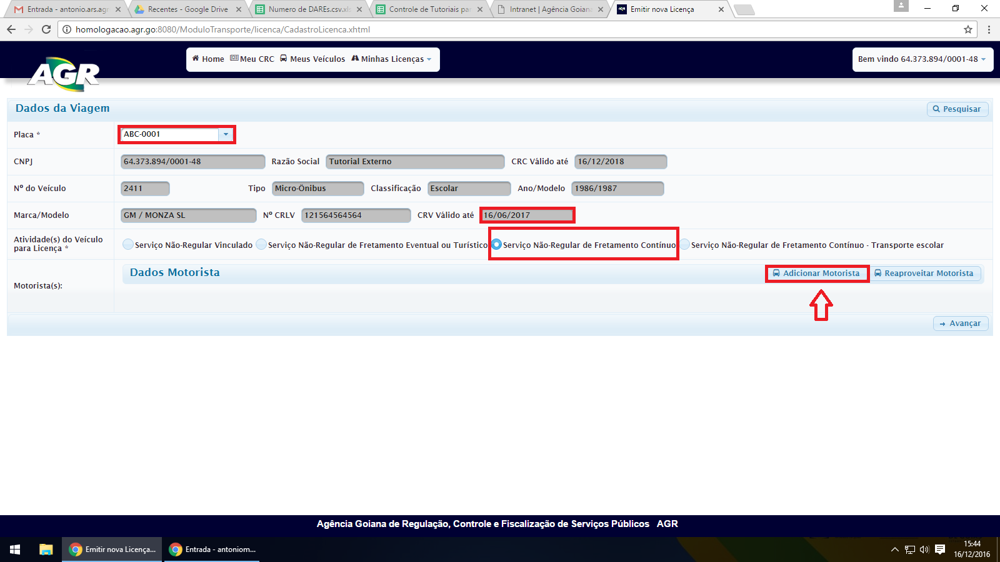 Entrada - antonio.ars.agr
Recentes - Google Drive
Numero de DAREs.csv.xls
Controle de Tutoriais par
Intranet | Agência Goiana
Emitir nova Licença
homologacao.agr.go:8080/ModuloTransporte/licenca/CadastroLicenca.xhtml
AGR
Home Meu CRC Meus Veículos Minhas Licenças
Bem vindo 64.373.894/0001-48
Dados da Viagem
Pesquisar
Placa * ABC-0001
CNPJ 64.373.894/0001-48 Razão Social Tutorial Externo CRC Válido até 16/12/2018
Nº do Veículo 2411 Tipo Micro-Ônibus Classificação Escolar Ano/Modelo 1986/1987
Marca/Modelo GM / MONZA SL Nº CRLV 121564564564 CRV Válido até 16/06/2017
Atividade(s) do Veículo
para Licença *
Serviço Não-Regular Vinculado Serviço Não-Regular de Fretamento Eventual ou Turístico Serviço Não-Regular de Fretamento Contínuo Serviço Não-Regular de Fretamento Contínuo - Transporte escolar
Motorista(s):
Dados Motorista
Adicionar Motorista Reaproveitar Motorista
Avançar
Agência Goiana de Regulação, Controle e Fiscalização de Serviços Públicos AGR
Emitir nova Licença...
Entrada - antoniom...
15:44
16/12/2016